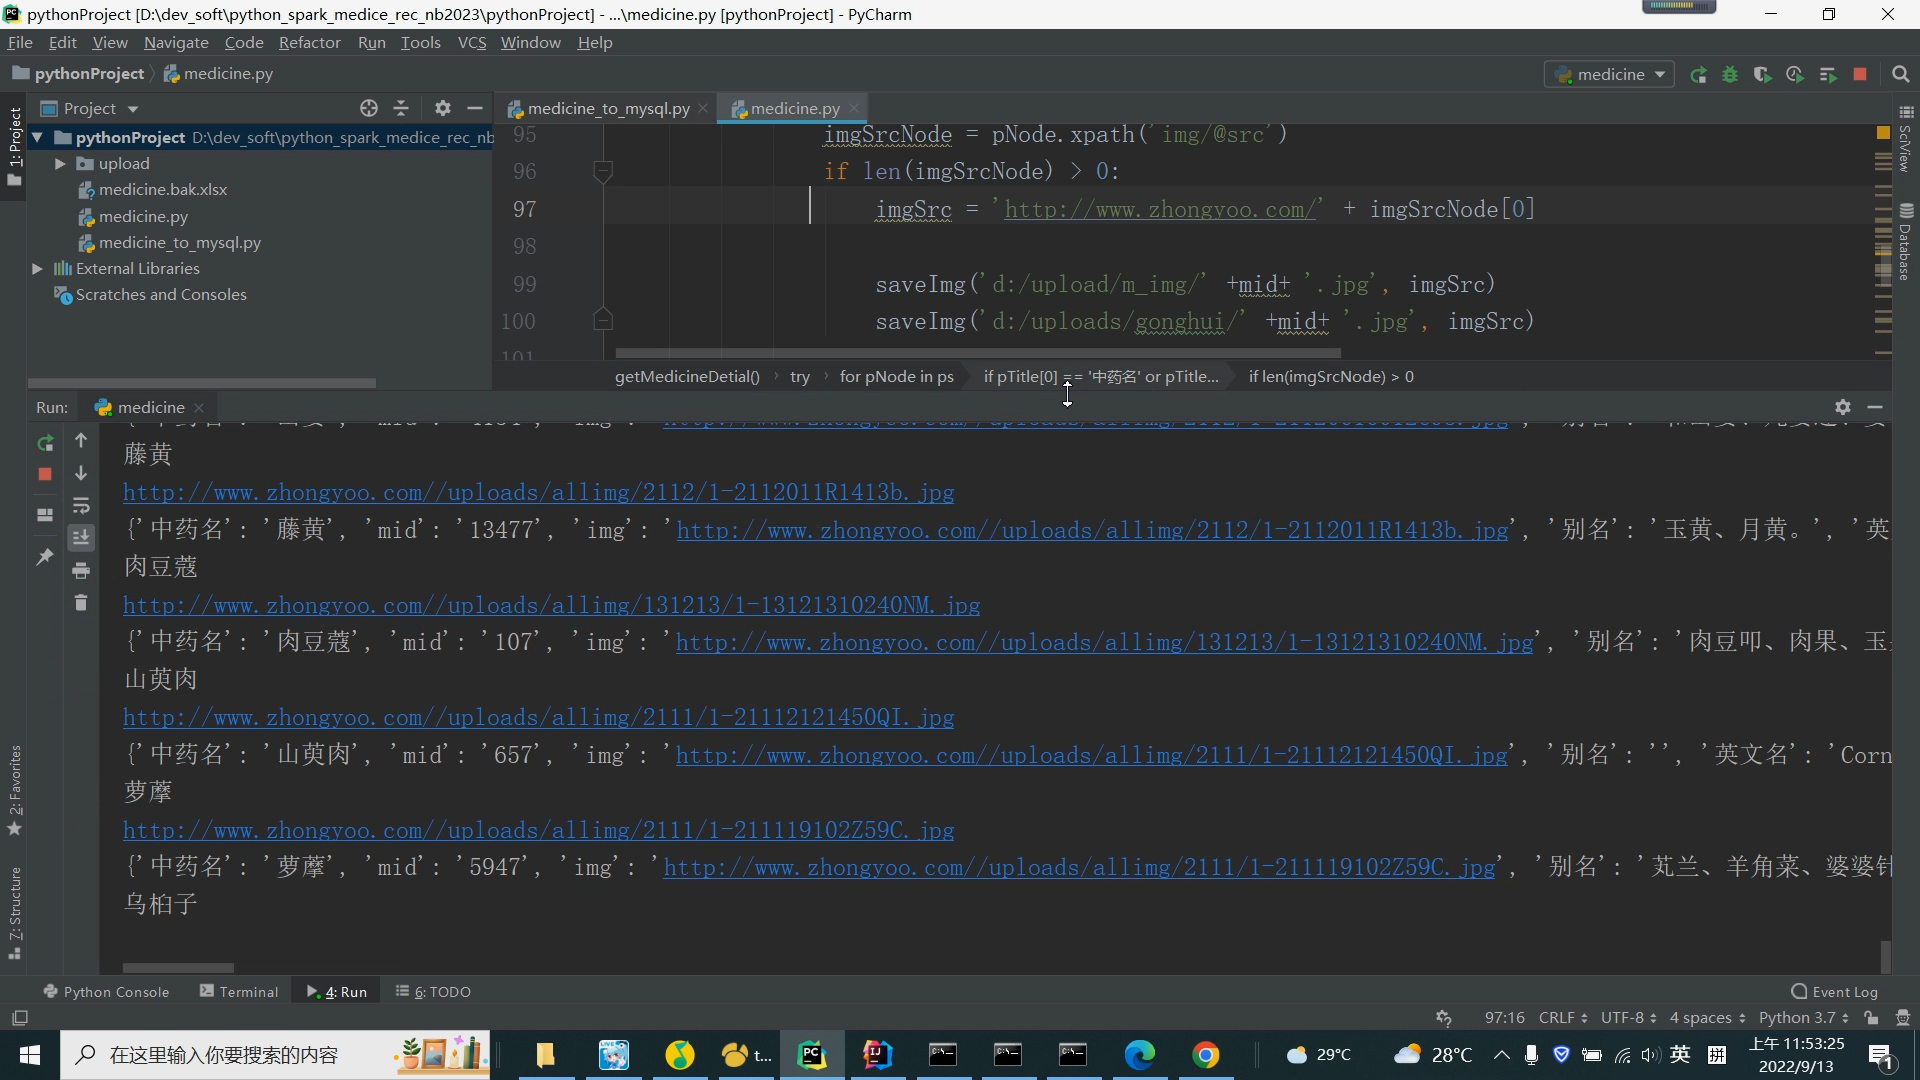 pythonProject [D:\dev_soft\python_spark_medice_rec_nb2023\pythonProject] - ...\medicine.py [pythonProject] - PyCharm
File Edit View Navigate Code Refactor Run Tools VCS Window Help
pythonProject medicine.py medicine
Project medicine_to_mysql.py medicine.py
1: Project
pythonProject D:\dev_soft\python_spark_medice_rec_nb
upload
medicine.bak.xlsx
medicine.py
medicine_to_mysql.py
External Libraries
Scratches and Consoles
95 imgSrcNode = pNode.xpath('img/@src')
96 if len(imgSrcNode) > 0:
97 imgSrc = 'http://www.zhongyoo.com/' + imgSrcNode[0]
98
99 saveImg('d:/upload/m_img/' +mid+ '.jpg', imgSrc)
100 saveImg('d:/uploads/gonghui/' +mid+ '.jpg', imgSrc)
101
SciView
Database
getMedicineDetial() try for pNode in ps if pTitle[0] == '中药名' or pTitle... if len(imgSrcNode) > 0
Run: medicine
藤黄
http://www.zhongyoo.com//uploads/allimg/2112/1-2112011R1413b.jpg
{'中药名': '藤黄', 'mid': '13477', 'img': 'http://www.zhongyoo.com//uploads/allimg/2112/1-2112011R1413b.jpg', '别名': '玉黄、月黄。', '英
肉豆蔻
http://www.zhongyoo.com//uploads/allimg/131213/1-13121310240NM.jpg
{'中药名': '肉豆蔻', 'mid': '107', 'img': 'http://www.zhongyoo.com//uploads/allimg/131213/1-13121310240NM.jpg', '别名': '肉豆叩、肉果、玉
山萸肉
http://www.zhongyoo.com//uploads/allimg/2111/1-21112121450QI.jpg
{'中药名': '山萸肉', 'mid': '657', 'img': 'http://www.zhongyoo.com//uploads/allimg/2111/1-21112121450QI.jpg', '别名': '', '英文名': 'Corn
萝藦
http://www.zhongyoo.com//uploads/allimg/2111/1-211119102Z59C.jpg
{'中药名': '萝藦', 'mid': '5947', 'img': 'http://www.zhongyoo.com//uploads/allimg/2111/1-211119102Z59C.jpg', '别名': '芄兰、羊角菜、婆婆针
乌桕子
2: Favorites
7: Structure
Python Console Terminal 4: Run 6: TODO Event Log
97:16 CRLF UTF-8 4 spaces Python 3.7
在这里输入你要搜索的内容 t... 29°C 28°C 英 拼 上午 11:53:25
2022/9/13 1